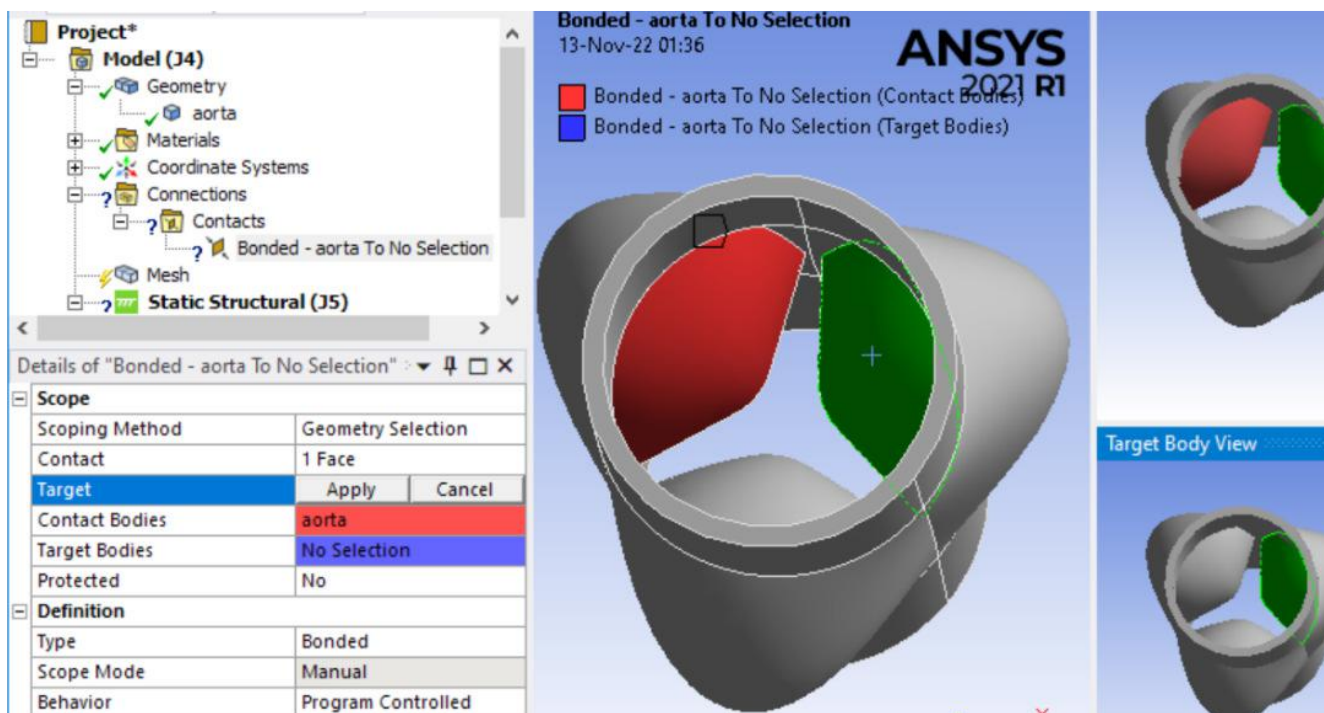 Project*
Model (J4)
Geometry
aorta
Materials
Coordinate Systems
Connections
Contacts
Bonded - aorta To No Selection
Mesh
Static Structural (J5)
Details of "Bonded - aorta To No Selection"
Scope
Scoping Method Geometry Selection
Contact 1 Face
Target Apply Cancel
Contact Bodies aorta
Target Bodies No Selection
Protected No
Definition
Type Bonded
Scope Mode Manual
Behavior Program Controlled
Bonded - aorta To No Selection
13-Nov-22 01:36
ANSYS
2021 R1
Bonded - aorta To No Selection (Contact Bodies)
Bonded - aorta To No Selection (Target Bodies)
Target Body View